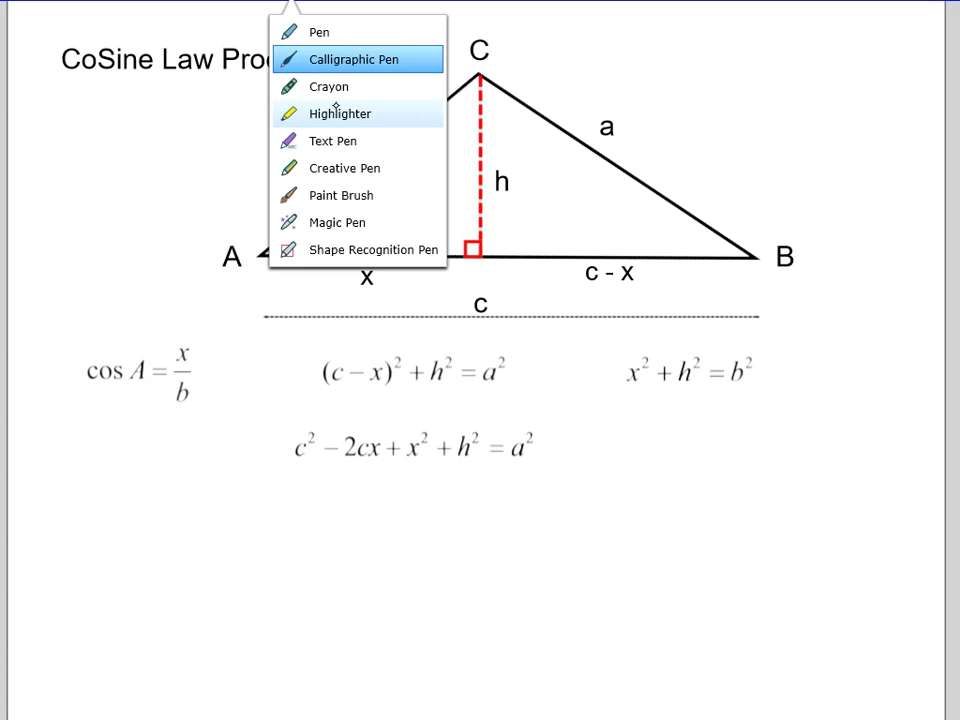 CoSine Law Proo
Pen
Calligraphic Pen
Crayon
Highlighter
Text Pen
Creative Pen
Paint Brush
Magic Pen
Shape Recognition Pen
C
a
h
A
B
x
c - x
c
cos A = x/b
(c − x)² + h² = a²
x² + h² = b²
c² − 2cx + x² + h² = a²